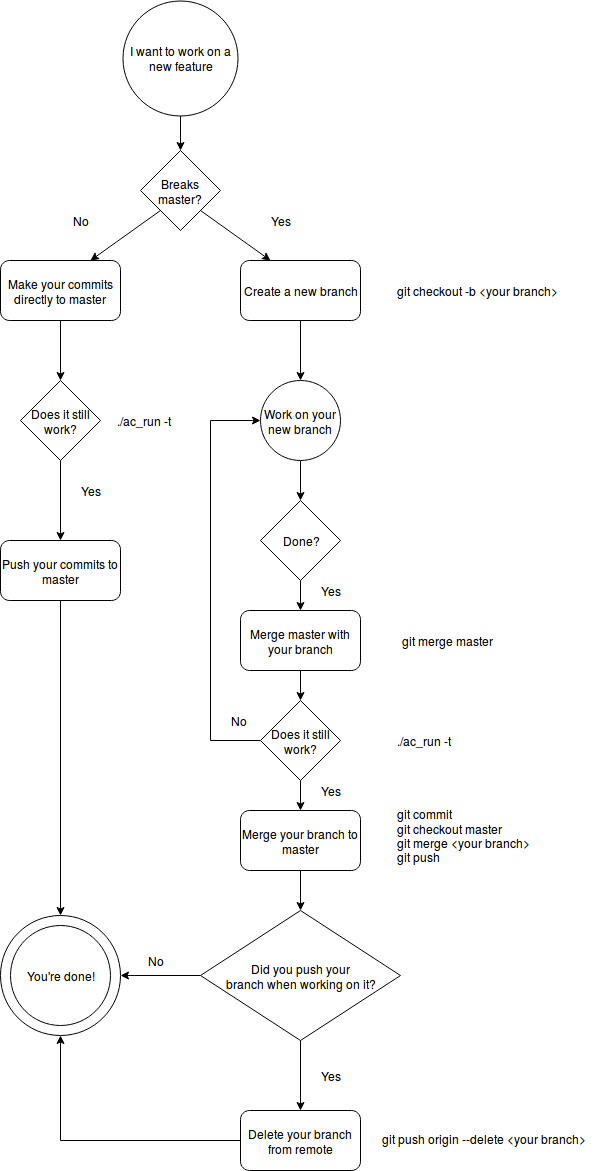 I want to work on a
new feature
Breaks
master?
No
Yes
Make your commits
directly to master
Create a new branch
git checkout -b <your branch>
Does it still
work?
./ac_run -t
Work on your
new branch
Yes
Done?
Push your commits to
master
Yes
Merge master with
your branch
git merge master
No
Does it still
work?
./ac_run -t
Yes
Merge your branch to
master
git commit
git checkout master
git merge <your branch>
git push
You're done!
No
Did you push your
branch when working on it?
Yes
Delete your branch
from remote
git push origin --delete <your branch>